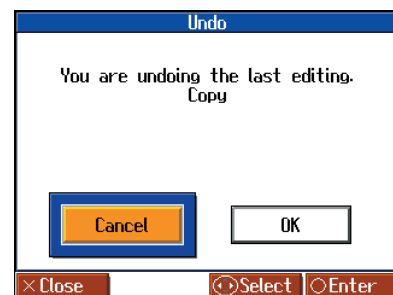 Undo
You are undoing the last editing.
Copy
Cancel
OK
×Close
Select
○Enter